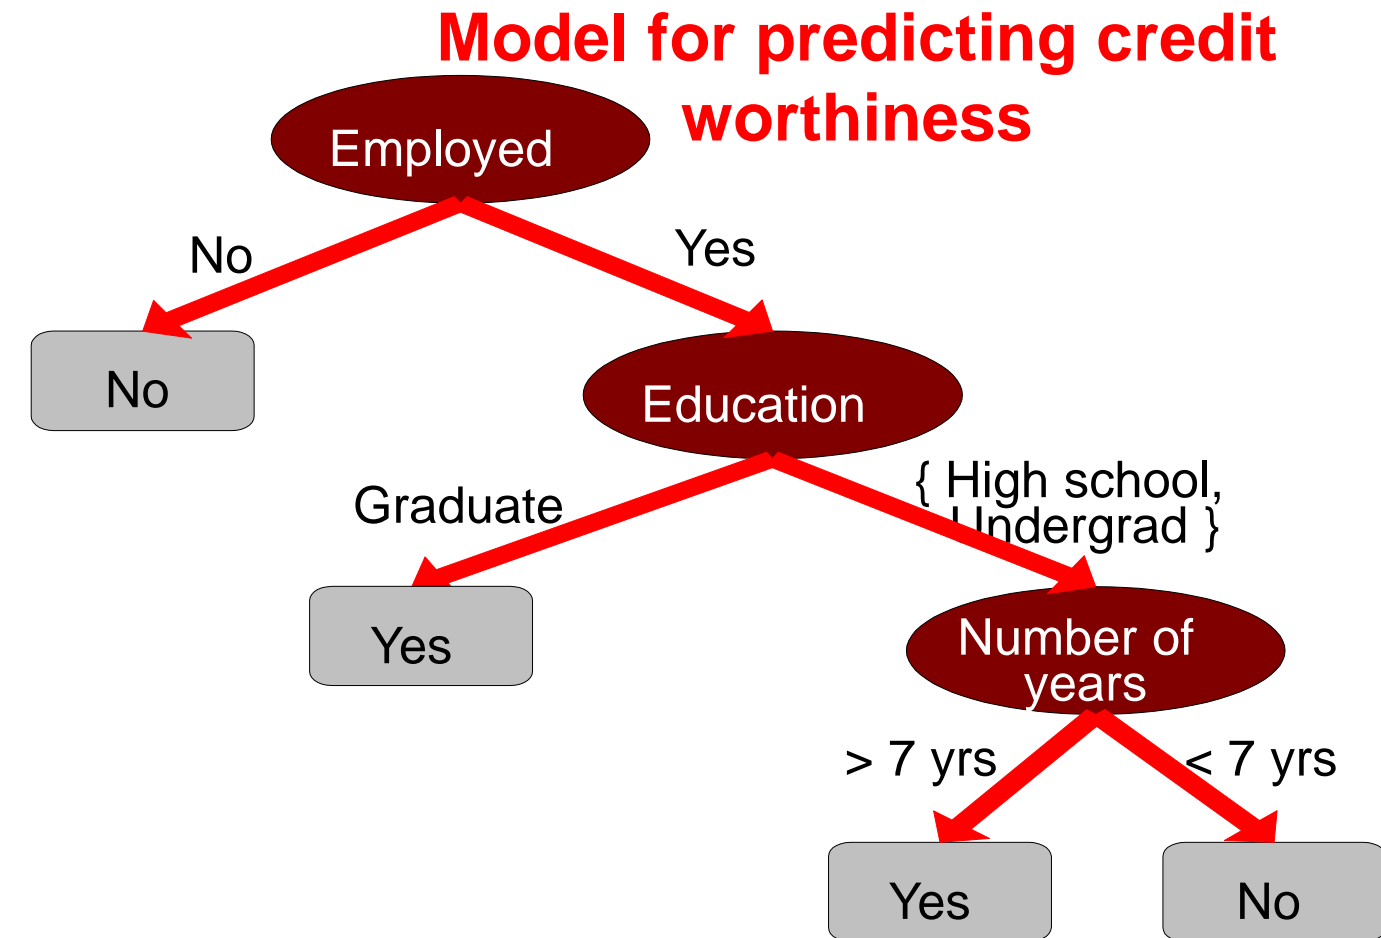 Model for predicting credit
worthiness
Employed
No
Yes
No
Education
Graduate
{ High school,
Undergrad }
Yes
Number of
years
> 7 yrs
< 7 yrs
Yes
No